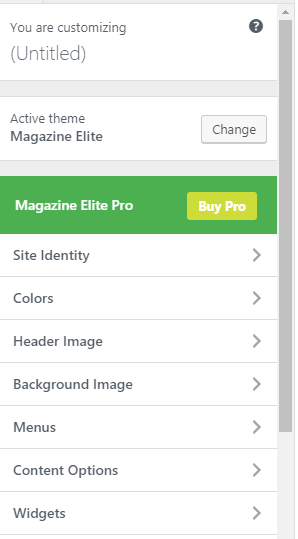 You are customizing
(Untitled)
Active theme
Magazine Elite
Change
Magazine Elite Pro
Buy Pro
Site Identity
Colors
Header Image
Background Image
Menus
Content Options
Widgets